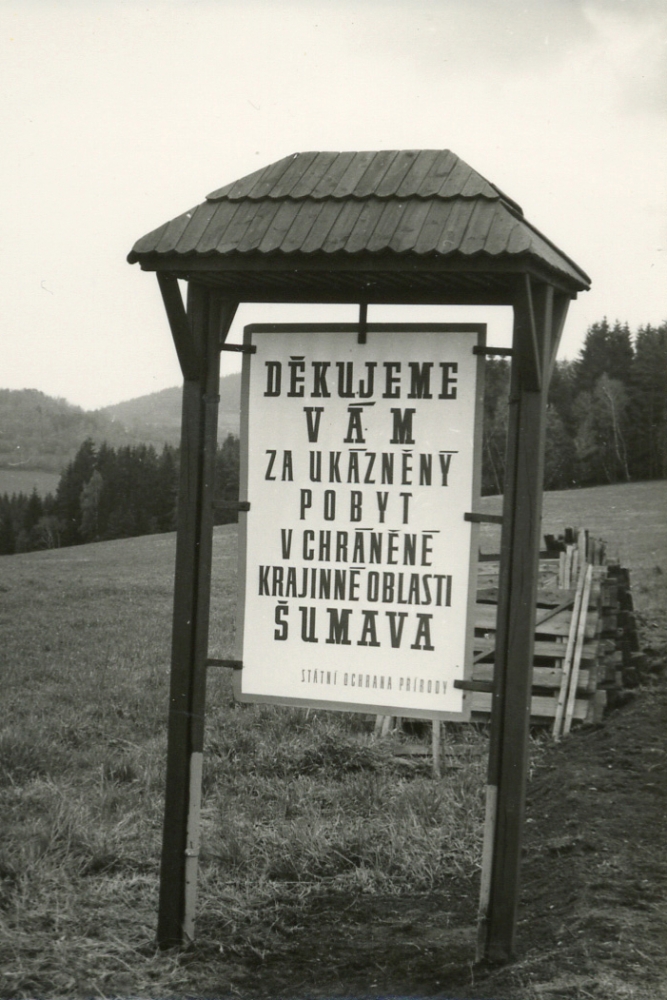 DĚKUJEME
VÁM
ZA UKÁZNĚNÝ
POBYT
V CHRÁNĚNÉ
KRAJINNÉ OBLASTI
ŠUMAVA
STÁTNÍ OCHRANA PŘÍRODY